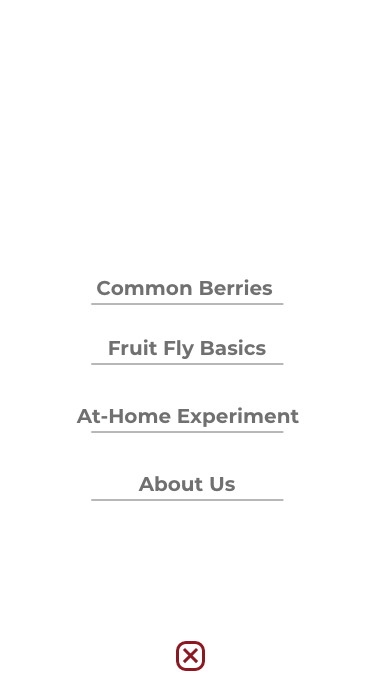 Common Berries
Fruit Fly Basics
At-Home Experiment
About Us